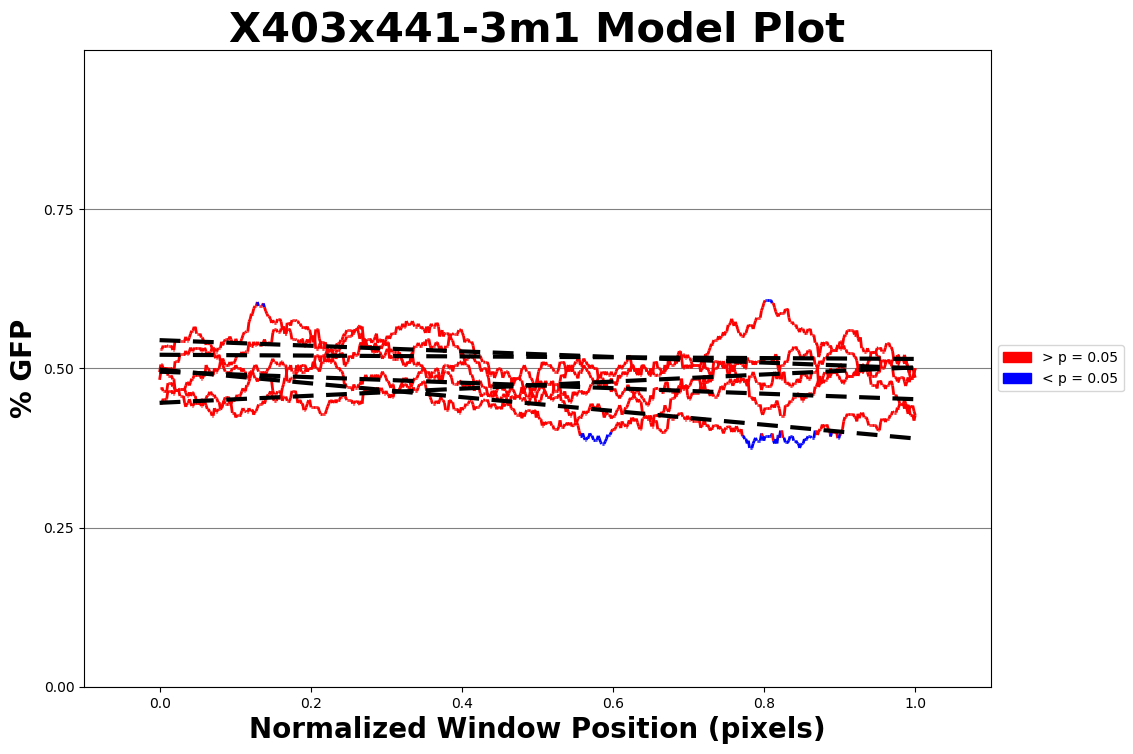 X403x441-3m1 Model Plot
% GFP
0.75
0.50
0.25
0.00
0.0 0.2 0.4 0.6 0.8 1.0
Normalized Window Position (pixels)
> p = 0.05
< p = 0.05